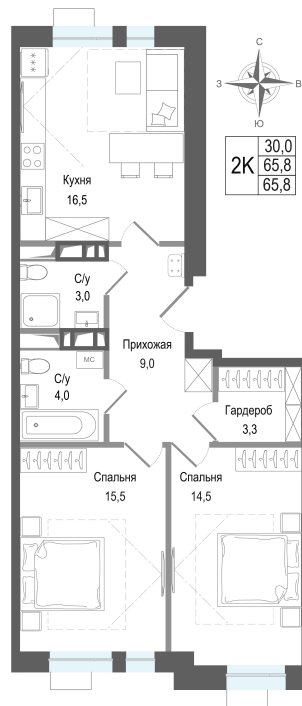 С
З
В
Ю
2К
30,0
65,8
65,8
Кухня
16,5
С/у
3,0
Прихожая
9,0
С/у
4,0
МС
Гардероб
3,3
Спальня
15,5
Спальня
14,5